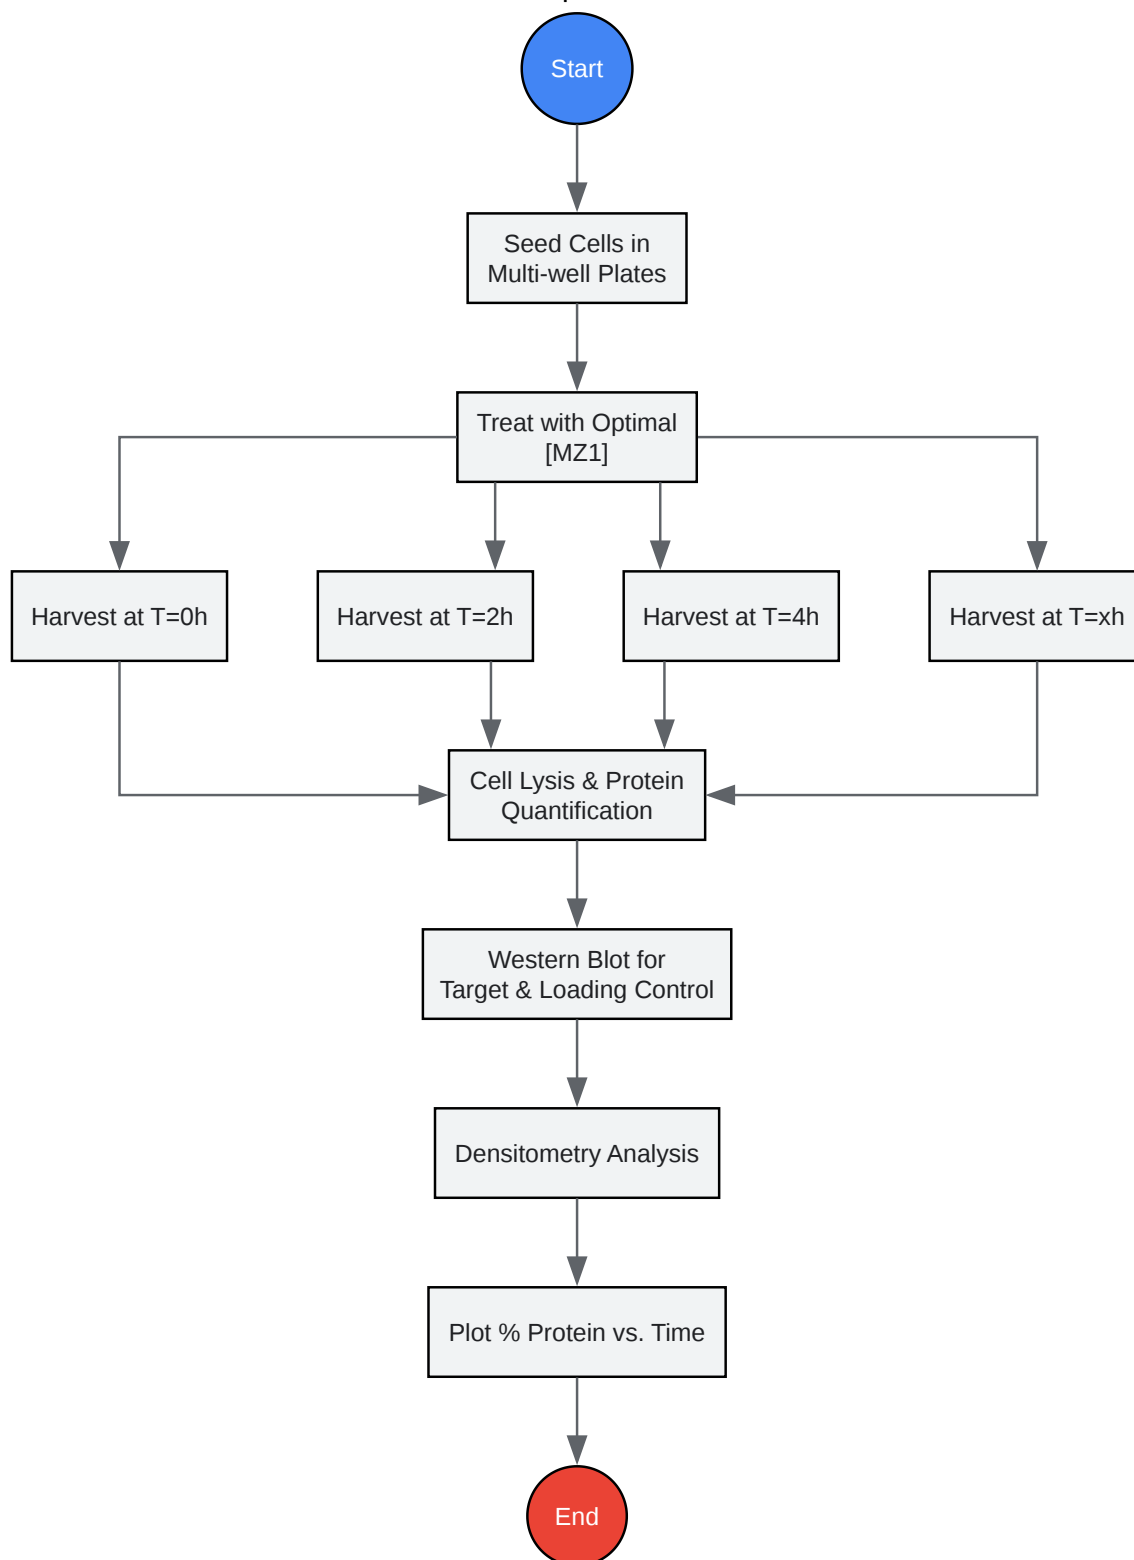 Start
Seed Cells in
Multi-well Plates
Treat with Optimal
[MZ1]
Harvest at T=0h
Harvest at T=2h
Harvest at T=4h
Harvest at T=xh
Cell Lysis & Protein
Quantification
Western Blot for
Target & Loading Control
Densitometry Analysis
Plot % Protein vs. Time
End